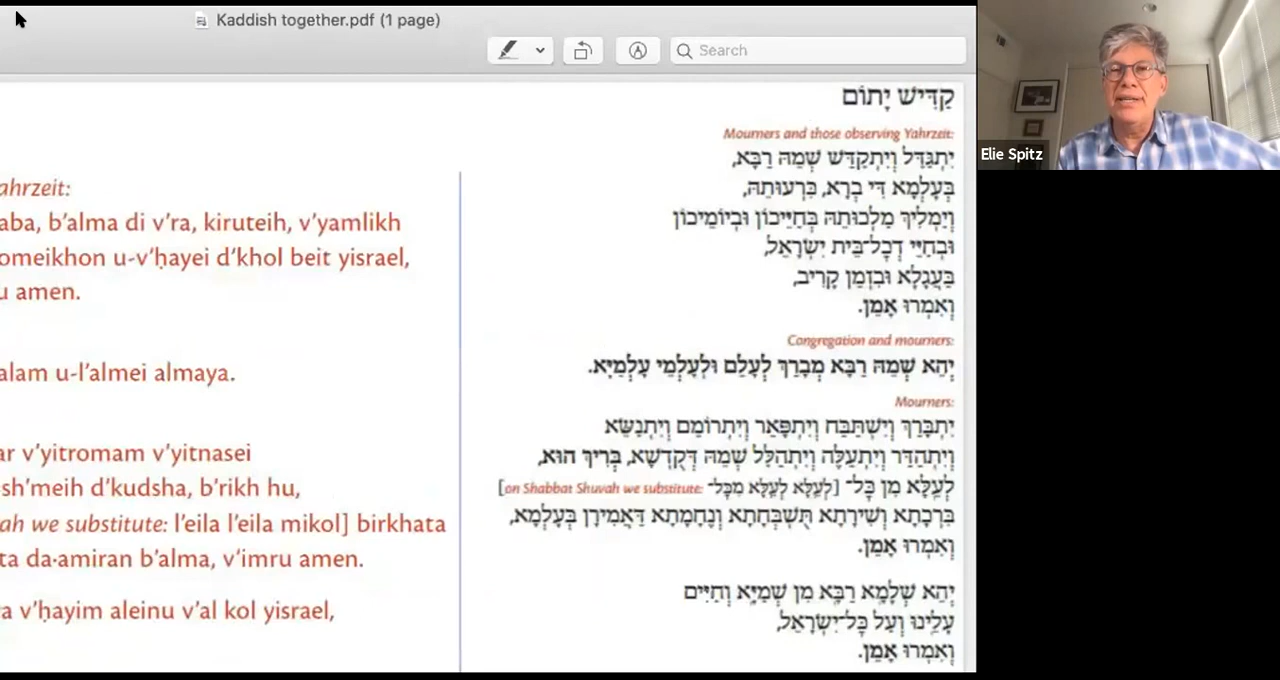 Kaddish together.pdf (1 page)
Search
Elie Spitz
ahrzeit:
aba, b’alma di v’ra, kiruteih, v’yamlikh
omeikhon u-v’ḥayei d’khol beit yisrael,
u amen.
alam u-l’almei almaya.
ar v’yitromam v’yitnasei
sh’meih d’kudsha, b’rikh hu,
ah we substitute: l’eila l’eila mikol] birkhata
ta da·amiran b’alma, v’imru amen.
a v’ḥayim aleinu v’al kol yisrael,
קַדִּישׁ יָתוֹם
Mourners and those observing Yahrzeit:
יִתְגַּדַּל וְיִתְקַדַּשׁ שְׁמֵהּ רַבָּא,
בְּעָלְמָא דִּי בְרָא, כִּרְעוּתֵהּ,
וְיַמְלִיךְ מַלְכוּתֵהּ בְּחַיֵּיכוֹן וּבְיוֹמֵיכוֹן
וּבְחַיֵּי דְכׇל־בֵּית יִשְׂרָאֵל,
בַּעֲגָלָא וּבִזְמַן קָרִיב,
וְאִמְרוּ אָמֵן.
Congregation and mourners:
יְהֵא שְׁמֵהּ רַבָּא מְבָרַךְ לְעָלַם וּלְעָלְמֵי עָלְמַיָּא.
Mourners:
יִתְבָּרַךְ וְיִשְׁתַּבַּח וְיִתְפָּאַר וְיִתְרוֹמַם וְיִתְנַשֵּׂא
וְיִתְהַדַּר וְיִתְעַלֶּה וְיִתְהַלַּל שְׁמֵהּ דְּקֻדְשָׁא, בְּרִיךְ הוּא,
לְעֵלָּא מִן כׇּל־ [לְעֵלָּא לְעֵלָּא מִכׇּל־ on Shabbat Shuvah we substitute:]
בִּרְכָתָא וְשִׁירָתָא תֻּשְׁבְּחָתָא וְנֶחָמָתָא דַּאֲמִירָן בְּעָלְמָא,
וְאִמְרוּ אָמֵן.
יְהֵא שְׁלָמָא רַבָּא מִן שְׁמַיָּא וְחַיִּים
עָלֵינוּ וְעַל כׇּל־יִשְׂרָאֵל,
וְאִמְרוּ אָמֵן.